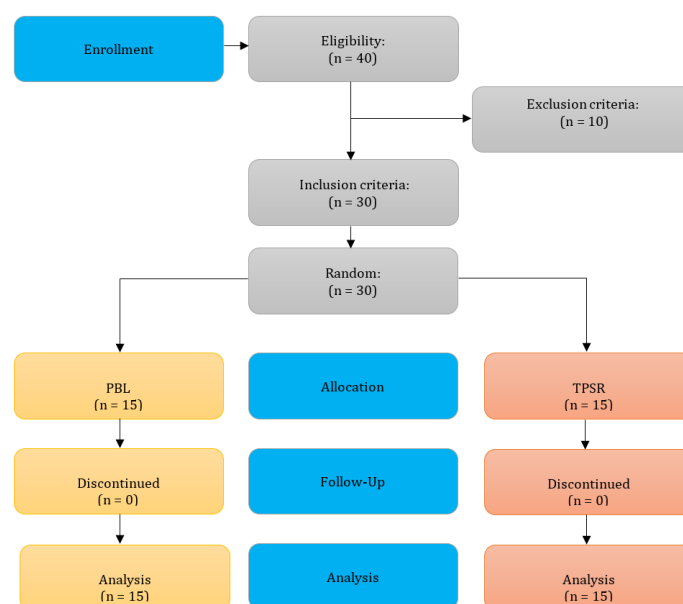 Enrollment
Eligibility:
(n = 40)
Exclusion criteria:
(n = 10)
Inclusion criteria:
(n = 30)
Random:
(n = 30)
PBL
(n = 15)
Allocation
TPSR
(n = 15)
Discontinued
(n = 0)
Follow-Up
Discontinued
(n = 0)
Analysis
(n = 15)
Analysis
Analysis
(n = 15)